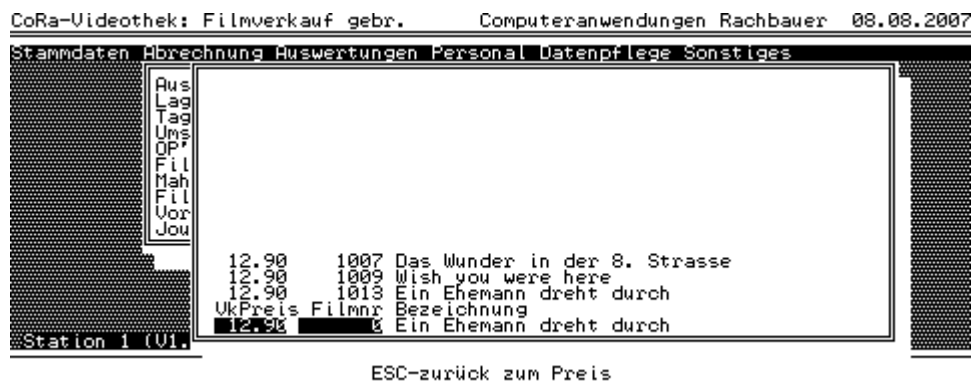 CoRa-Videothek: Filmverkauf gebr. Computeranwendungen Rachbauer 08.08.2007
Stammdaten Abrechnung Auswertungen Personal Datenpflege Sonstiges
Aus
Lag
Tag
Ums
OP'
Fil
Mah
Fil
Vor
Jou
12.90 1007 Das Wunder in der 8. Strasse
12.90 1009 Wish you were here
12.90 1013 Ein Ehemann dreht durch
VkPreis Filmnr Bezeichnung
12.90 0 Ein Ehemann dreht durch
Station 1 (V1.
ESC-zurück zum Preis